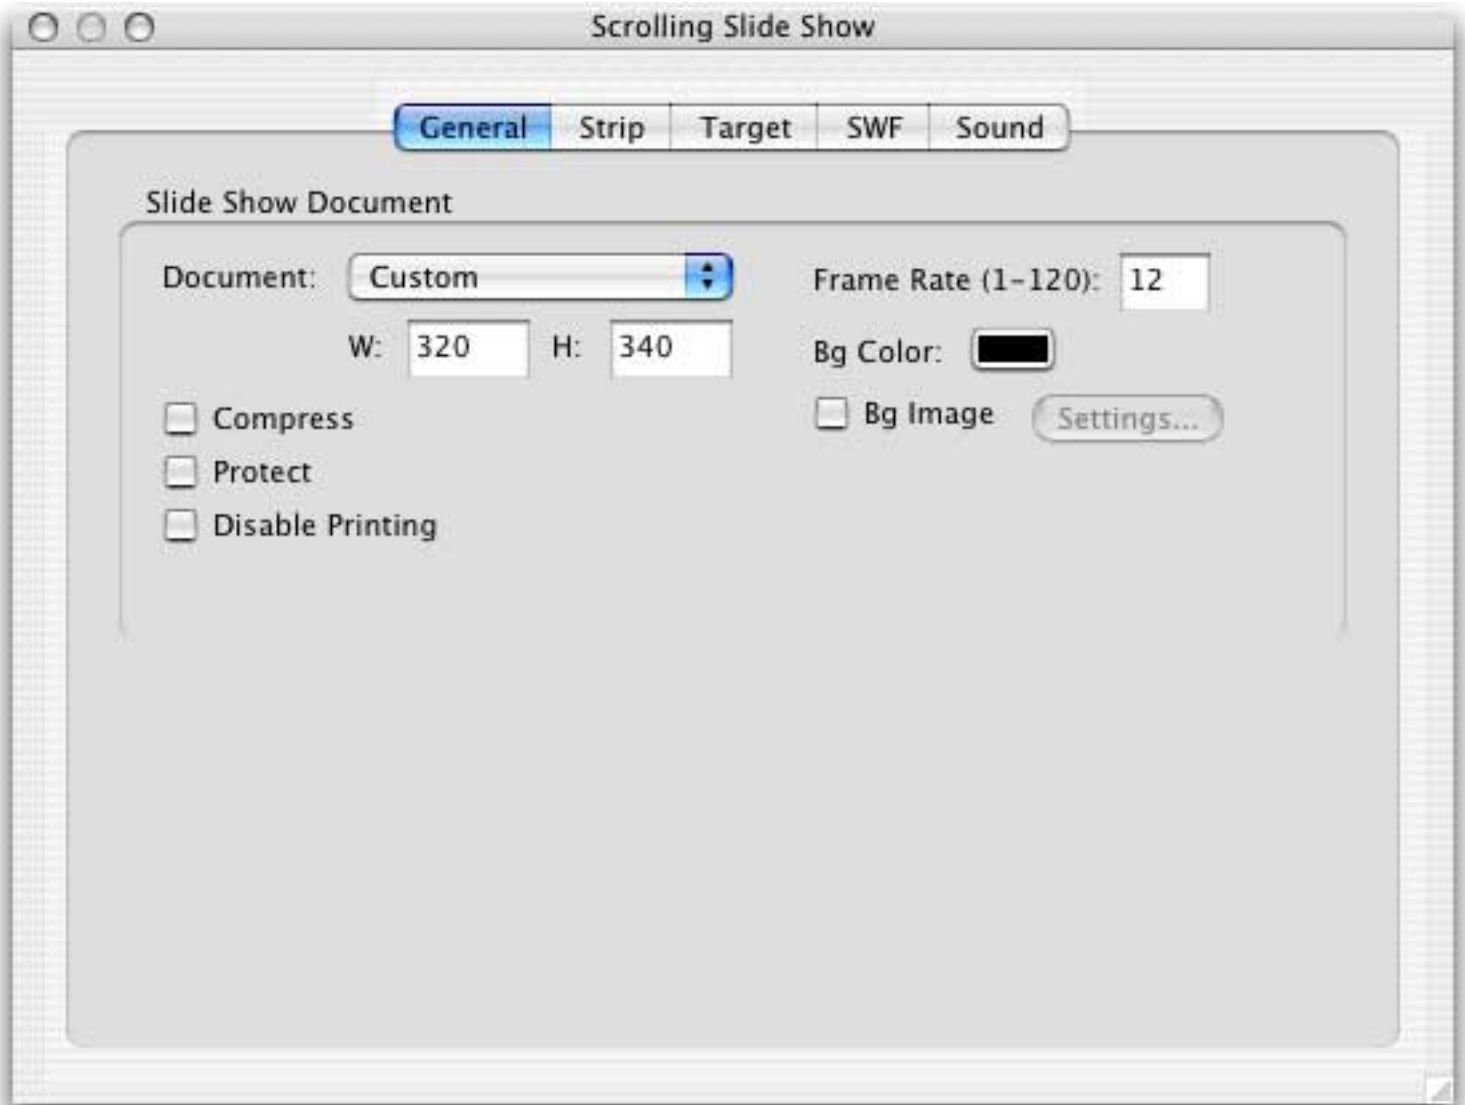 Scrolling Slide Show
General Strip Target SWF Sound
Slide Show Document
Document: Custom Frame Rate (1-120): 12
W: 320 H: 340 Bg Color:
Compress Bg Image Settings...
Protect
Disable Printing